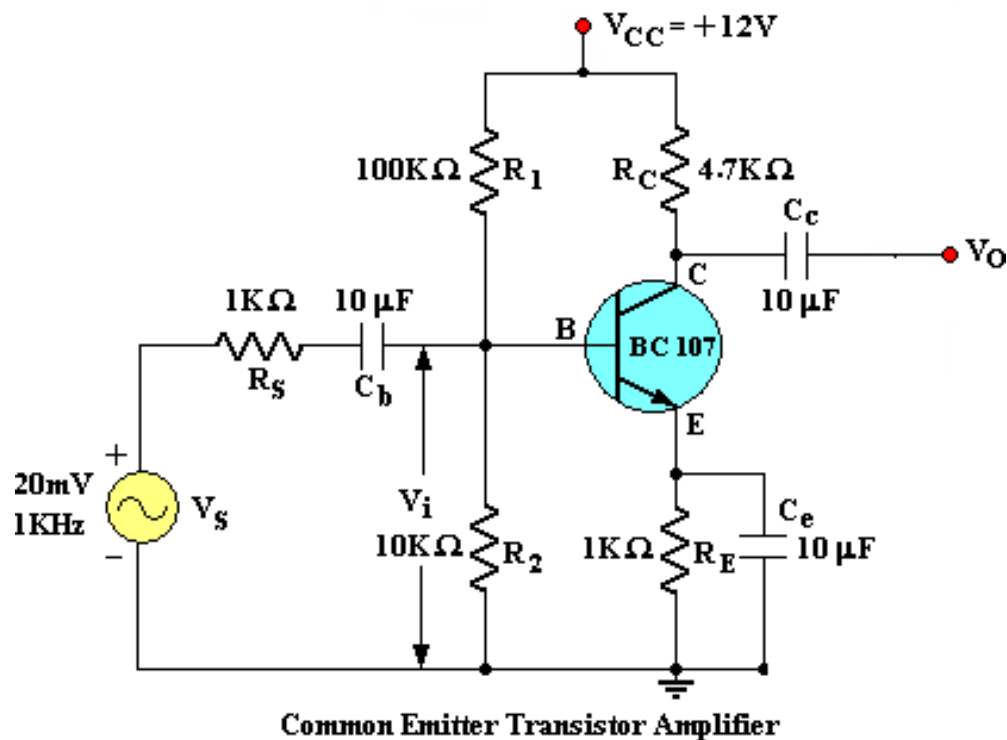 V_CC = +12V
100KΩ R_1
R_C 4.7KΩ
C_c
10 μF
V_O
C
1KΩ
R_S
10 μF
C_b
B
BC 107
E
+
20mV
1KHz
−
V_S
V_i
10KΩ R_2
1KΩ R_E
C_e
10 μF
Common Emitter Transistor Amplifier